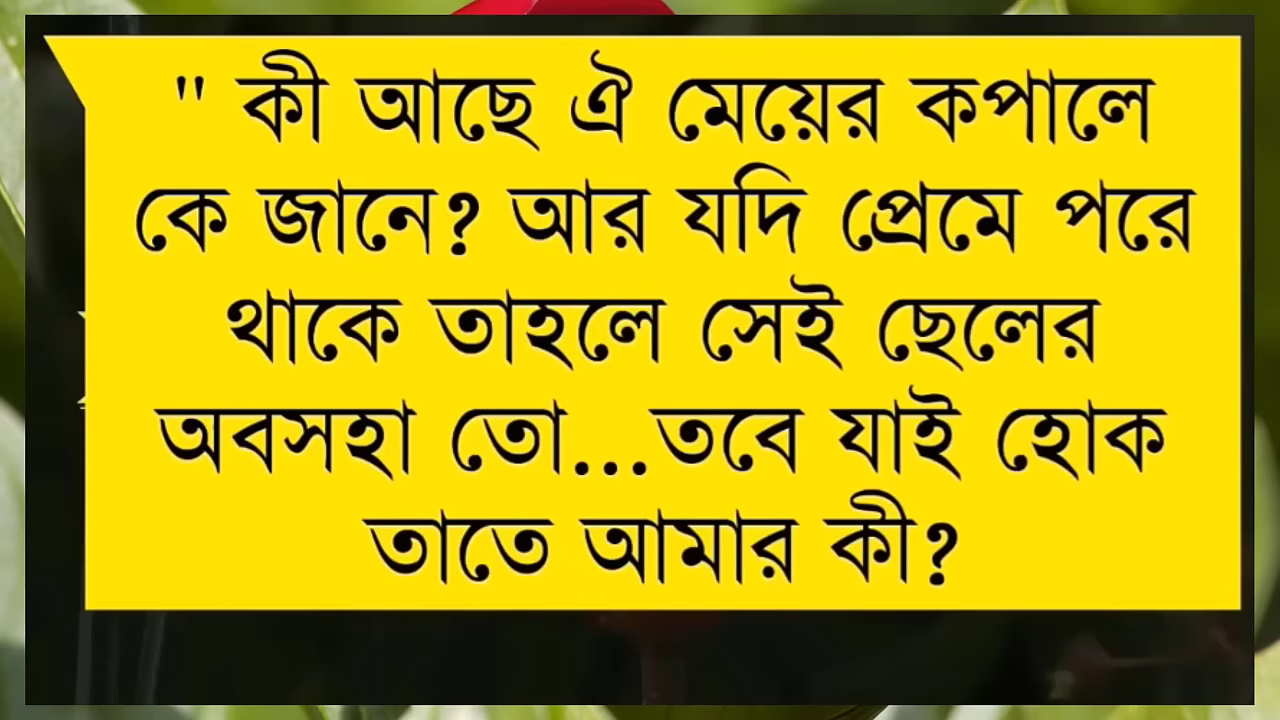 " কী আছে ঐ মেয়ের কপালে
কে জানে? আর যদি প্রেমে পরে
থাকে তাহলে সেই ছেলের
অবসহা তো...তবে যাই হোক
তাতে আমার কী?